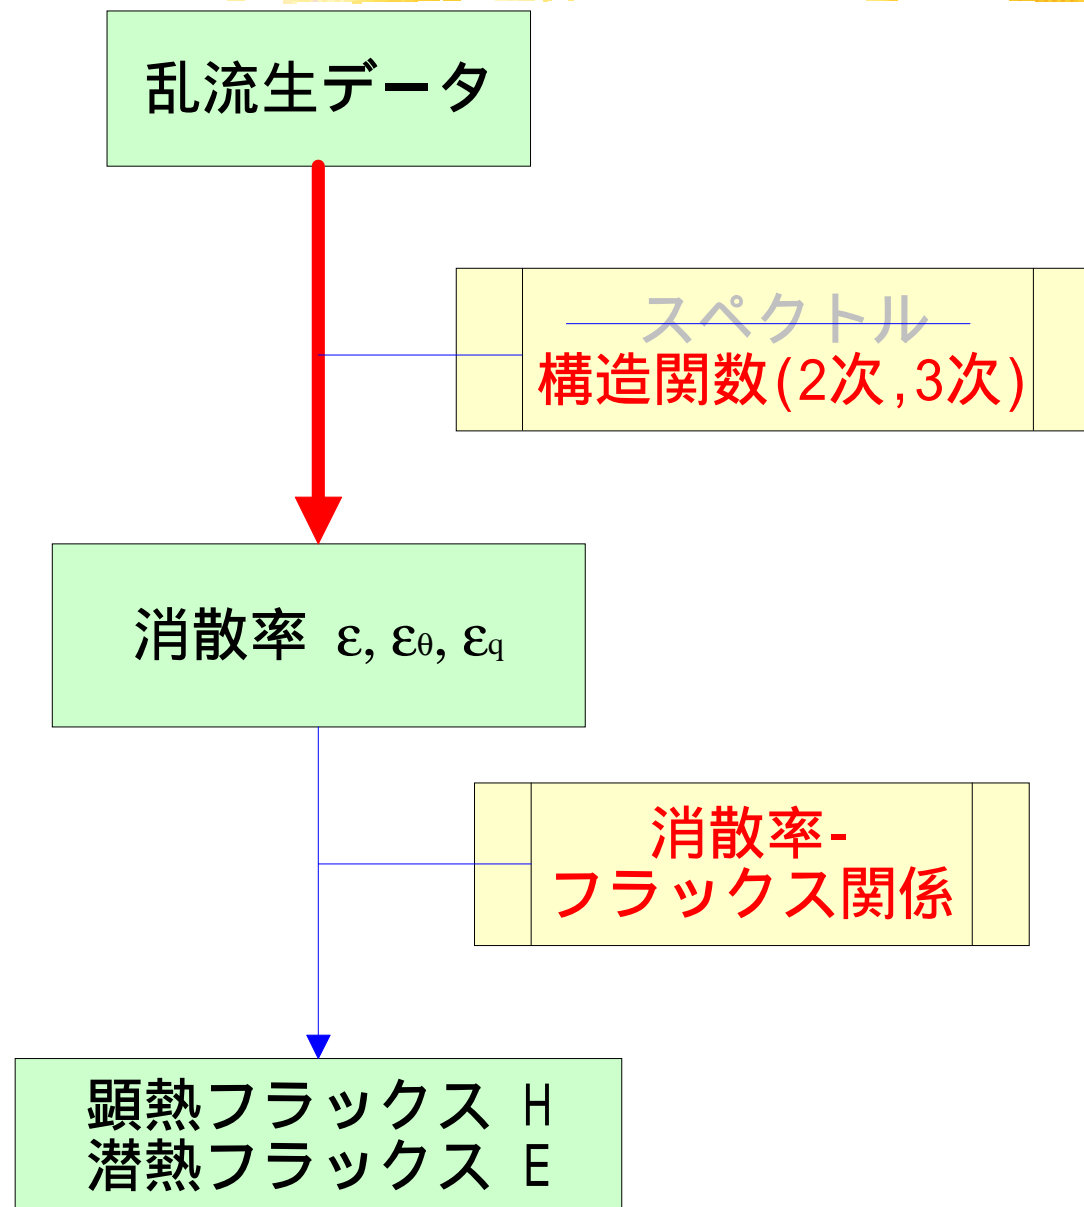 乱流生データ
スペクトル
構造関数(2次,3次)
消散率 ε, εθ, εq
消散率-
フラックス関係
顕熱フラックス H
潜熱フラックス E